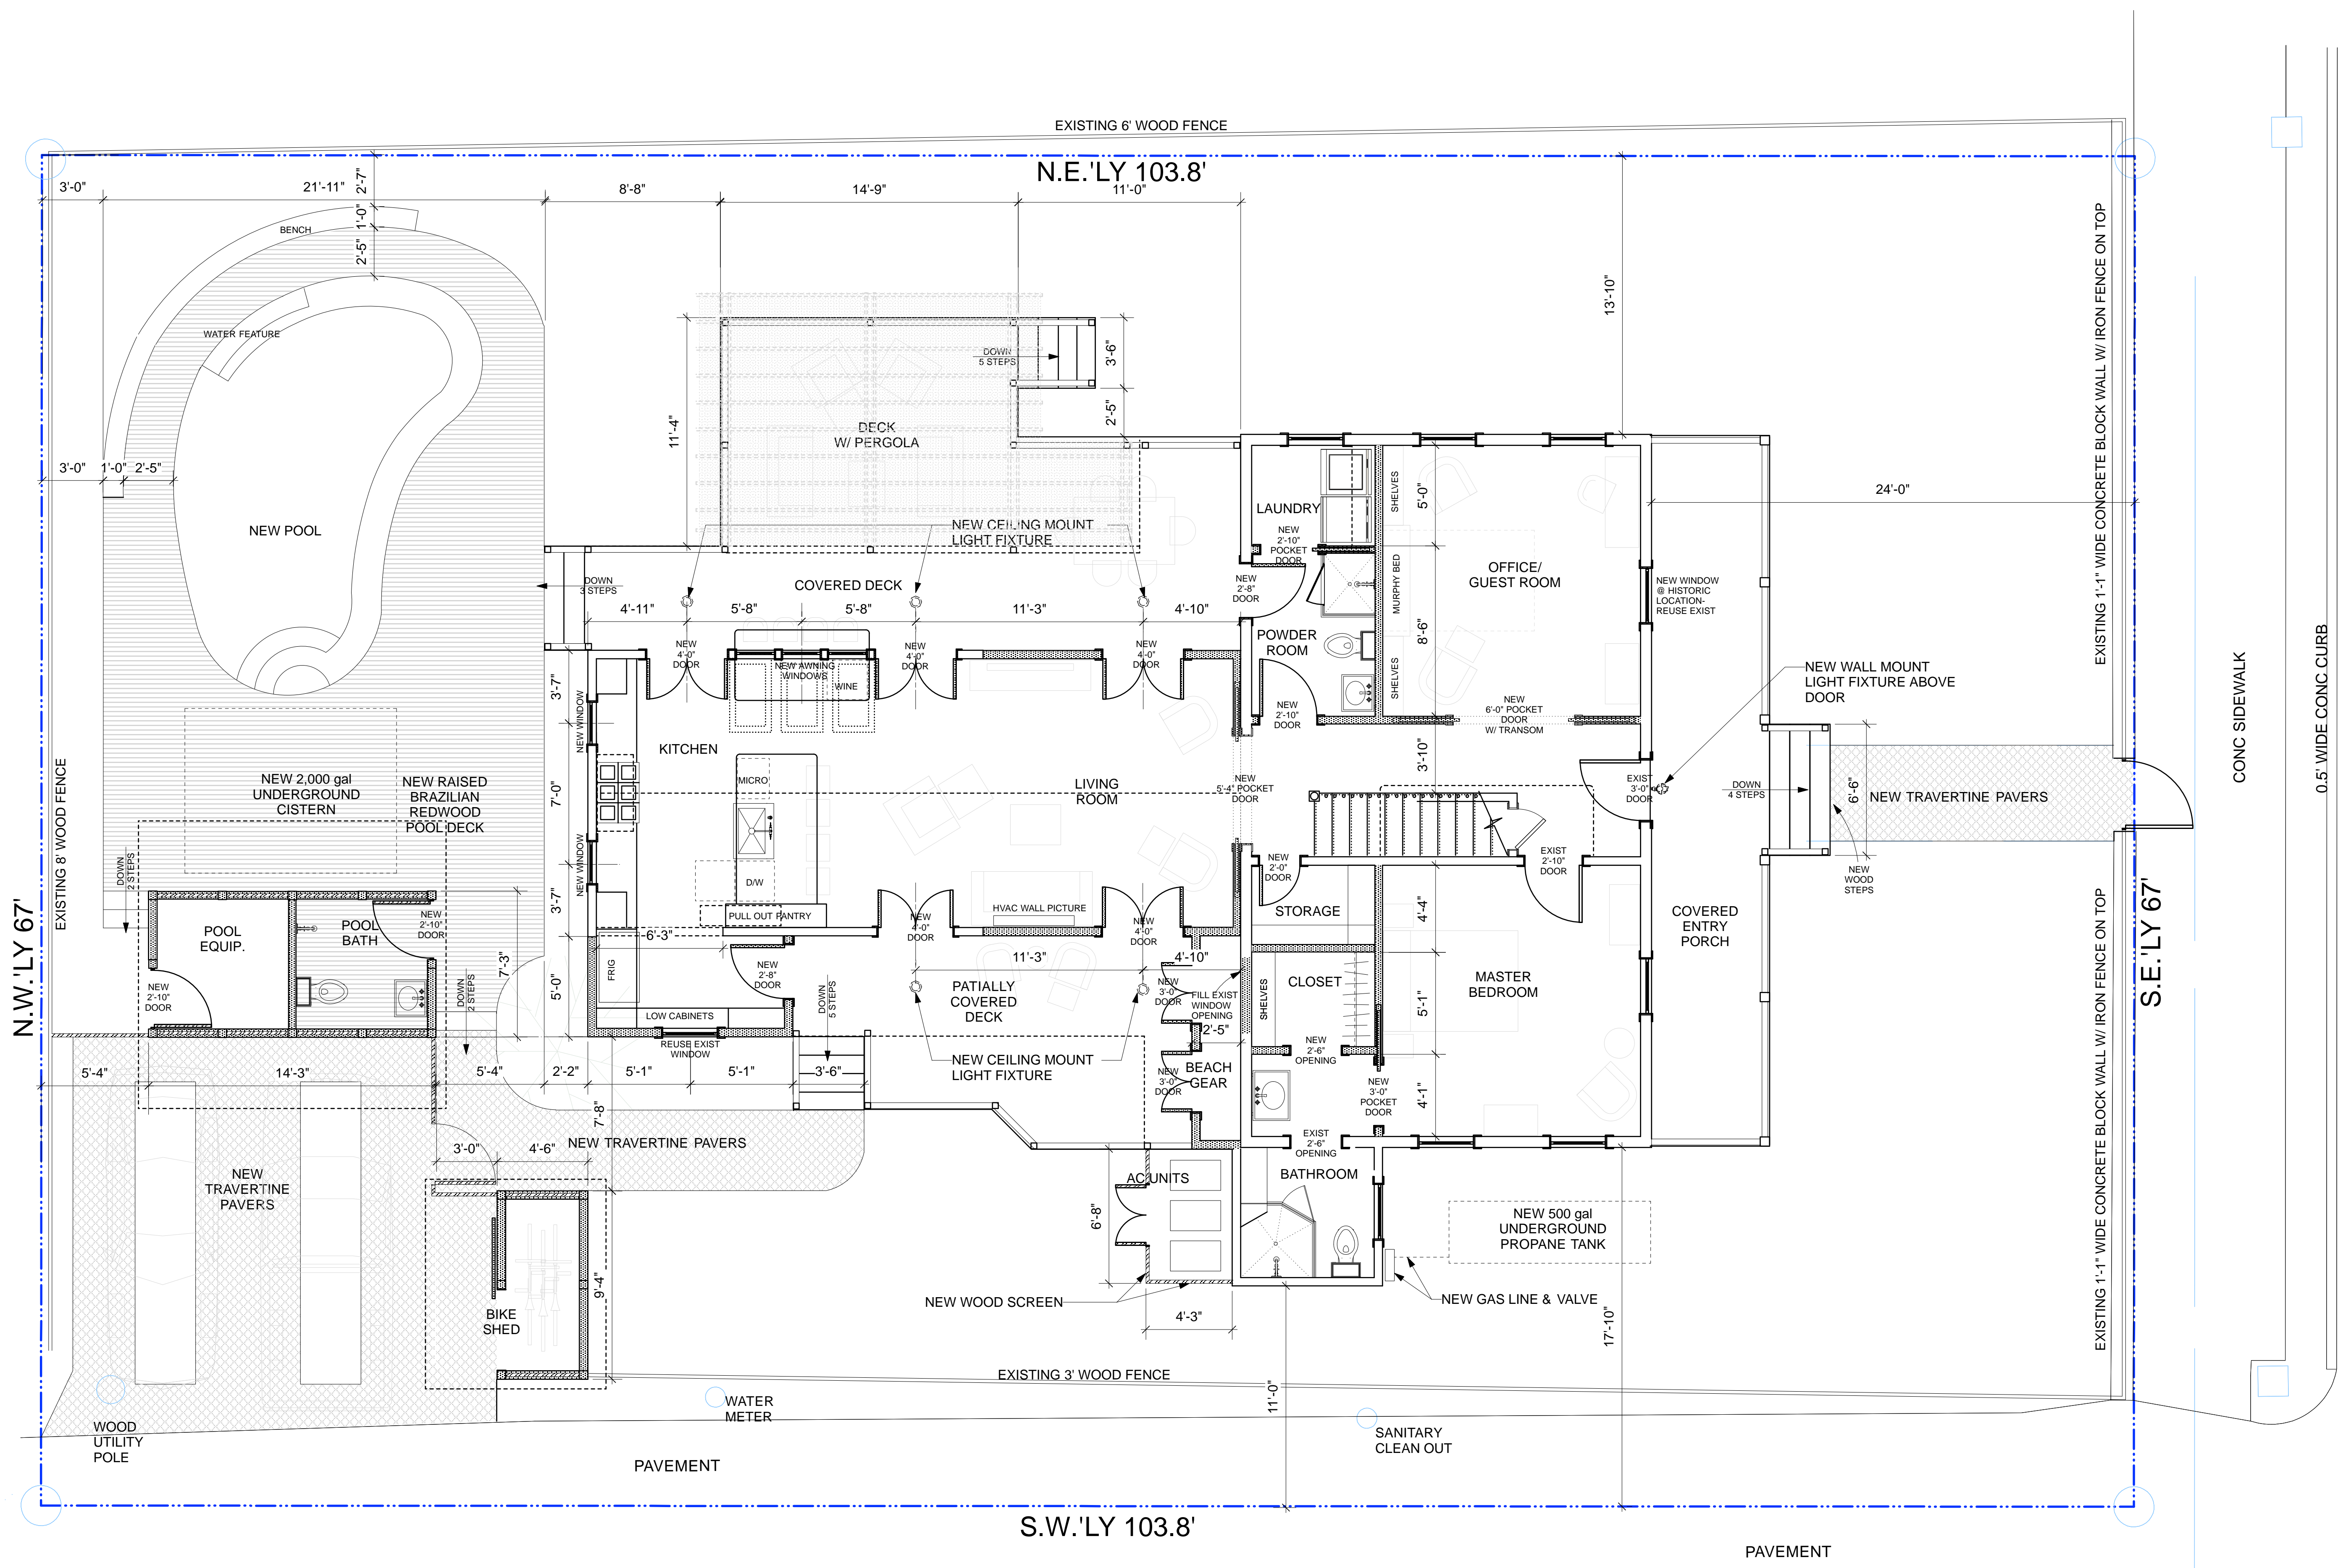 EXISTING 6' WOOD FENCE
N.E.'LY 103.8'
3'-0"
21'-11"
2'-7"
8'-8"
14'-9"
11'-0"
1'-0"
2'-5"
BENCH
WATER FEATURE
13'-10"
EXISTING 1'-1" WIDE CONCRETE BLOCK WALL W/ IRON FENCE ON TOP
DOWN
5 STEPS
3'-6"
2'-5"
11'-4"
DECK
W/ PERGOLA
3'-0"
1'-0"
2'-5"
24'-0"
NEW POOL
NEW CEILING MOUNT
LIGHT FIXTURE
LAUNDRY
NEW
2'-10"
POCKET
DOOR
SHELVES
5'-0"
OFFICE/
GUEST ROOM
MURPHY BED
8'-6"
SHELVES
DOWN
3 STEPS
COVERED DECK
NEW
2'-8"
DOOR
NEW WINDOW
@ HISTORIC
LOCATION-
REUSE EXIST
4'-11"
5'-8"
5'-8"
11'-3"
4'-10"
POWDER
ROOM
NEW
4'-0"
DOOR
NEW AWNING
WINDOWS
WINE
NEW
4'-0"
DOOR
NEW
4'-0"
DOOR
3'-7"
NEW WINDOW
NEW
2'-10"
DOOR
NEW
6'-0" POCKET
DOOR
W/ TRANSOM
NEW WALL MOUNT
LIGHT FIXTURE ABOVE
DOOR
KITCHEN
3'-10"
EXISTING 8' WOOD FENCE
NEW 2,000 gal
UNDERGROUND
CISTERN
NEW RAISED
BRAZILIAN
REDWOOD
POOL DECK
7'-0"
MICRO
LIVING
ROOM
NEW
5'-4" POCKET
DOOR
EXIST
3'-0"
DOOR
DOWN
4 STEPS
6'-6"
NEW TRAVERTINE PAVERS
CONC SIDEWALK
0.5' WIDE CONC CURB
DOWN
2 STEPS
NEW WINDOW
3'-7"
D/W
PULL OUT PANTRY
HVAC WALL PICTURE
NEW
2'-0"
DOOR
EXIST
2'-10"
DOOR
NEW
WOOD
STEPS
STORAGE
4'-4"
COVERED
ENTRY
PORCH
EXISTING 1'-1" WIDE CONCRETE BLOCK WALL W/ IRON FENCE ON TOP
N.W.'LY 67'
S.E.'LY 67'
POOL
EQUIP.
POOL
BATH
NEW
2'-10"
DOOR
NEW
2'-10"
DOOR
DOWN
2 STEPS
7'-3"
5'-0"
6'-3"
FRIG
NEW
2'-8"
DOOR
LOW CABINETS
REUSE EXIST
WINDOW
DOWN
5 STEPS
NEW
4'-0"
DOOR
NEW
4'-0"
DOOR
11'-3"
4'-10"
PATIALLY
COVERED
DECK
NEW
3'-0"
DOOR
FILL EXIST
WINDOW
OPENING
2'-5"
SHELVES
CLOSET
5'-1"
MASTER
BEDROOM
NEW
2'-6"
OPENING
NEW CEILING MOUNT
LIGHT FIXTURE
NEW
3'-0"
DOOR
BEACH
GEAR
NEW
3'-0"
POCKET
DOOR
4'-1"
5'-4"
14'-3"
5'-4"
2'-2"
5'-1"
5'-1"
3'-6"
7'-8"
3'-0"
4'-6"
NEW TRAVERTINE PAVERS
EXIST
2'-6"
OPENING
BATHROOM
AC UNITS
6'-8"
NEW
TRAVERTINE
PAVERS
NEW 500 gal
UNDERGROUND
PROPANE TANK
BIKE
SHED
9'-4"
NEW WOOD SCREEN
4'-3"
NEW GAS LINE & VALVE
17'-10"
EXISTING 3' WOOD FENCE
11'-0"
WATER
METER
WOOD
UTILITY
POLE
SANITARY
CLEAN OUT
PAVEMENT
S.W.'LY 103.8'
PAVEMENT